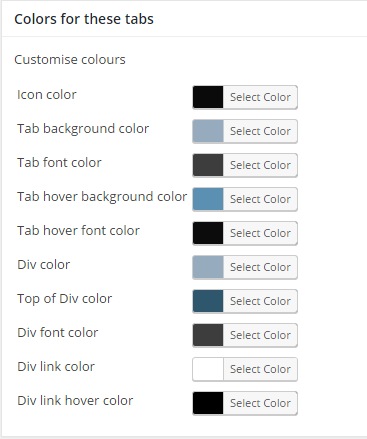 Colors for these tabs
Customise colours
Icon color Select Color
Tab background color Select Color
Tab font color Select Color
Tab hover background color Select Color
Tab hover font color Select Color
Div color Select Color
Top of Div color Select Color
Div font color Select Color
Div link color Select Color
Div link hover color Select Color